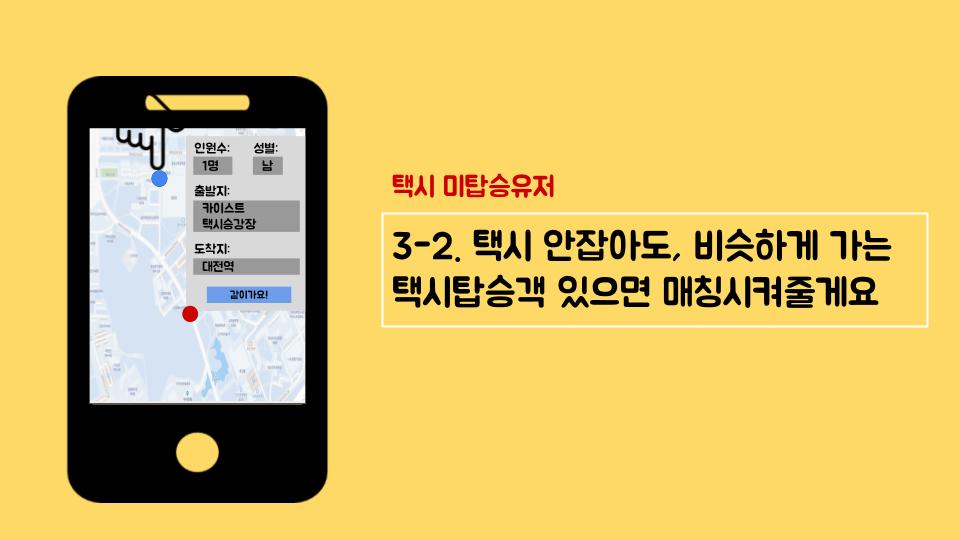 인원수: 성별:
1명 남
출발지:
카이스트
택시승강장
도착지:
대전역
같이가요!
택시 미탑승유저
3-2. 택시 안잡아도, 비슷하게 가는
택시탑승객 있으면 매칭시켜줄게요